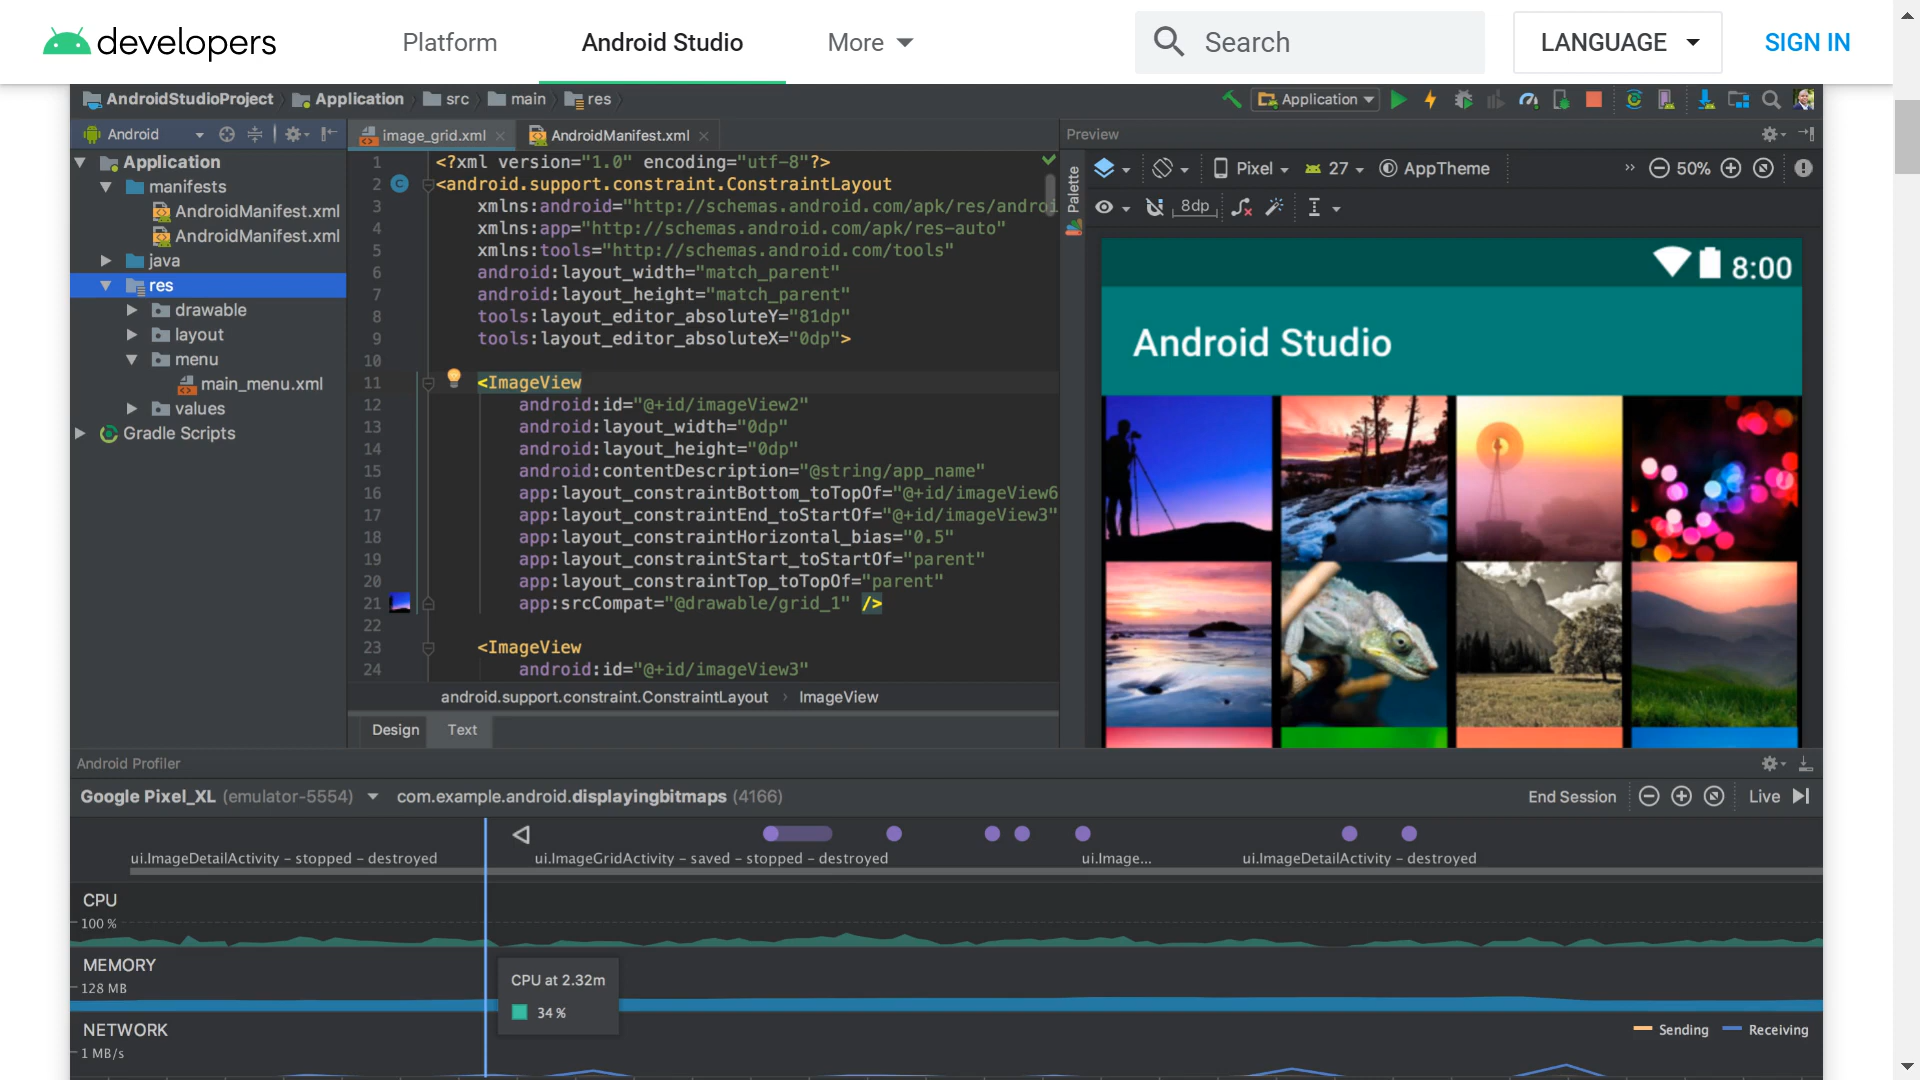 developers
Platform
Android Studio
More
Search
LANGUAGE
SIGN IN
AndroidStudioProject
Application
src
main
res
Application
Android
image_grid.xml
AndroidManifest.xml
Preview
Application
manifests
AndroidManifest.xml
AndroidManifest.xml
java
res
drawable
layout
menu
main_menu.xml
values
Gradle Scripts
1 <?xml version="1.0" encoding="utf-8"?>
2 C <android.support.constraint.ConstraintLayout
3 xmlns:android="http://schemas.android.com/apk/res/androi
4 xmlns:app="http://schemas.android.com/apk/res-auto"
5 xmlns:tools="http://schemas.android.com/tools"
6 android:layout_width="match_parent"
7 android:layout_height="match_parent"
8 tools:layout_editor_absoluteY="81dp"
9 tools:layout_editor_absoluteX="0dp">
10
11 <ImageView
12 android:id="@+id/imageView2"
13 android:layout_width="0dp"
14 android:layout_height="0dp"
15 android:contentDescription="@string/app_name"
16 app:layout_constraintBottom_toTopOf="@+id/imageView6
17 app:layout_constraintEnd_toStartOf="@+id/imageView3"
18 app:layout_constraintHorizontal_bias="0.5"
19 app:layout_constraintStart_toStartOf="parent"
20 app:layout_constraintTop_toTopOf="parent"
21 app:srcCompat="@drawable/grid_1" />
22
23 <ImageView
24 android:id="@+id/imageView3"
android.support.constraint.ConstraintLayout › ImageView
Design
Text
Palette
Pixel
27
AppTheme
50%
8dp
8:00
Android Studio
Android Profiler
Google Pixel_XL (emulator-5554)
com.example.android.displayingbitmaps (4166)
End Session
Live
ui.ImageDetailActivity – stopped – destroyed
ui.ImageGridActivity – saved – stopped – destroyed
ui.Image...
ui.ImageDetailActivity – destroyed
CPU
100 %
MEMORY
128 MB
CPU at 2.32m
34 %
NETWORK
1 MB/s
Sending
Receiving